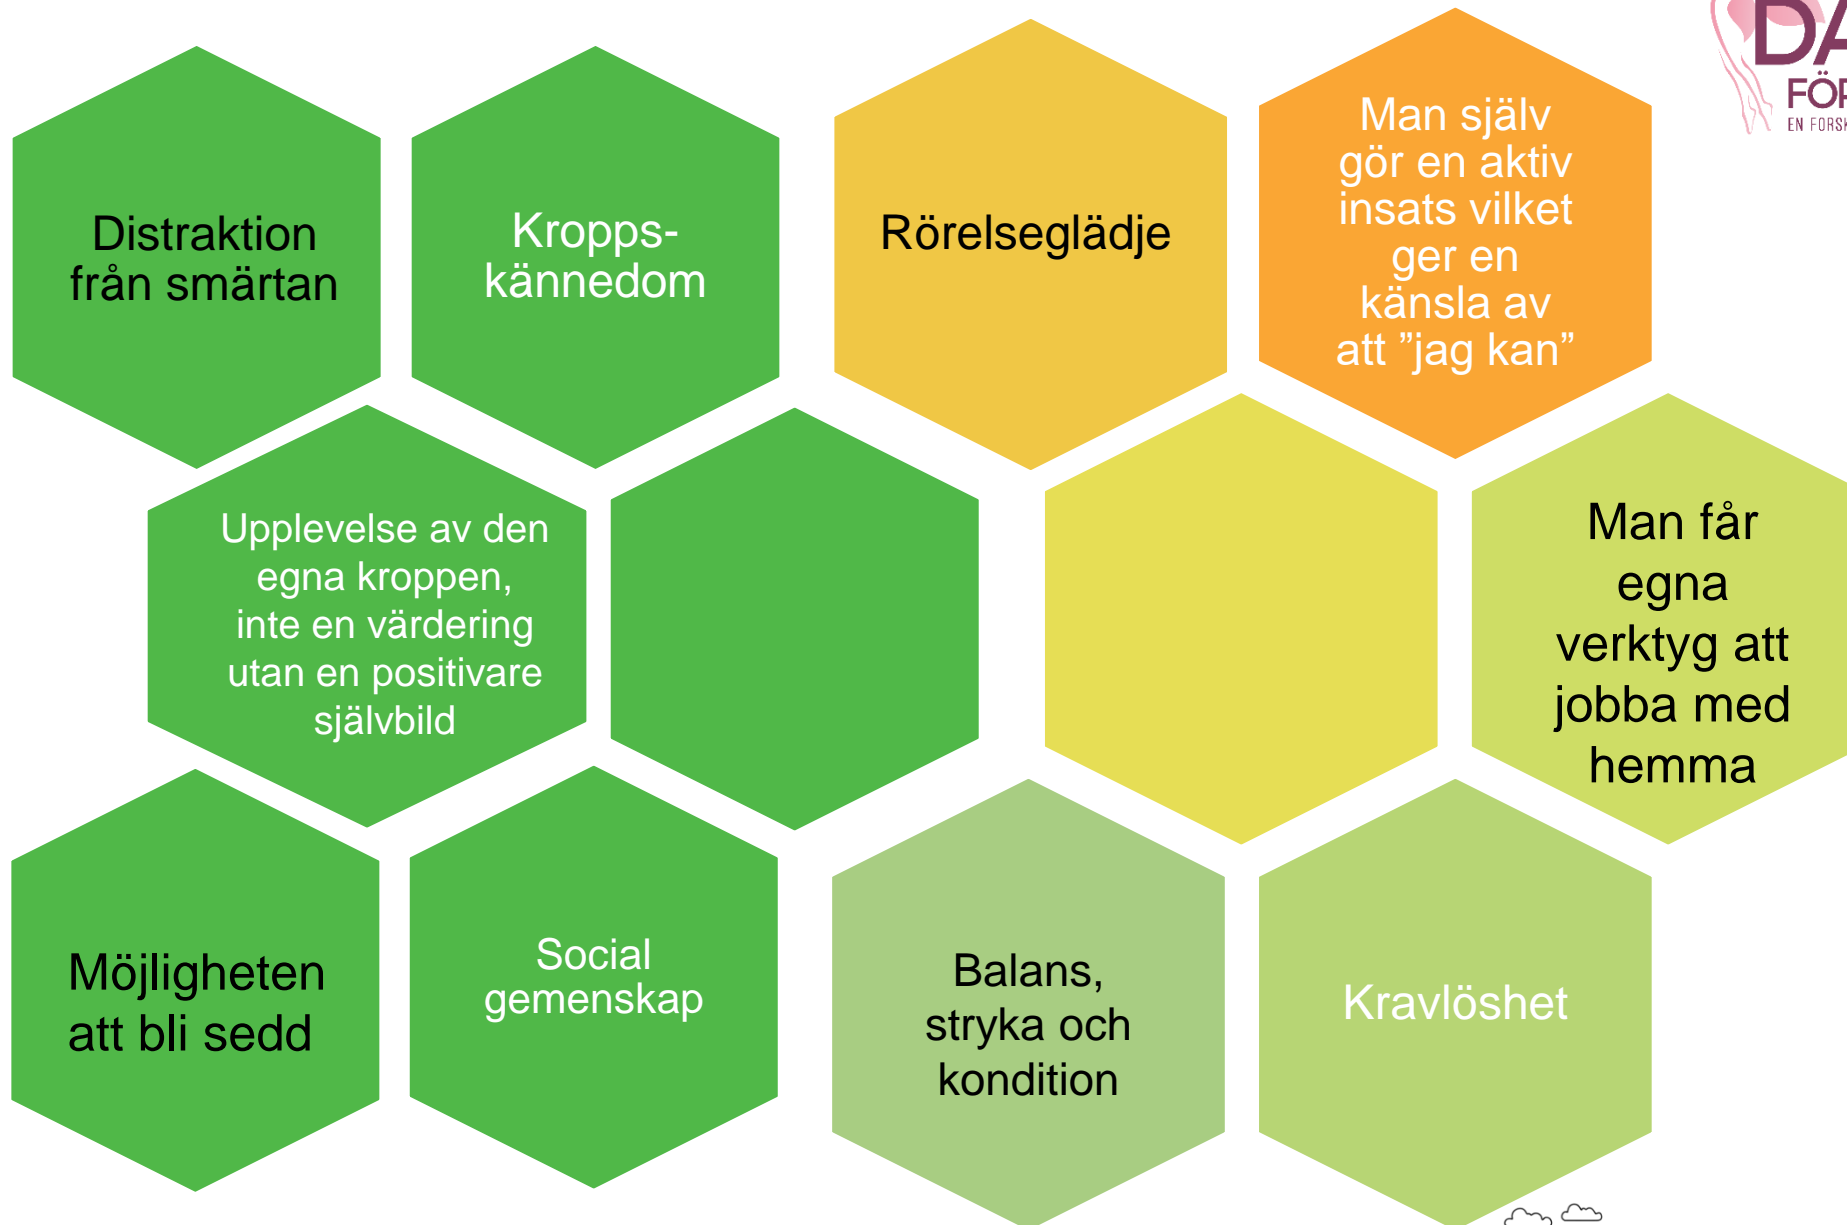 Distraktion
från smärtan
Kropps-
kännedom
Rörelseglädje
Man själv
gör en aktiv
insats vilket
ger en
känsla av
att ”jag kan”
Upplevelse av den
egna kroppen,
inte en värdering
utan en positivare
självbild
Man får
egna
verktyg att
jobba med
hemma
Möjligheten
att bli sedd
Social
gemenskap
Balans,
stryka och
kondition
Kravlöshet
EN